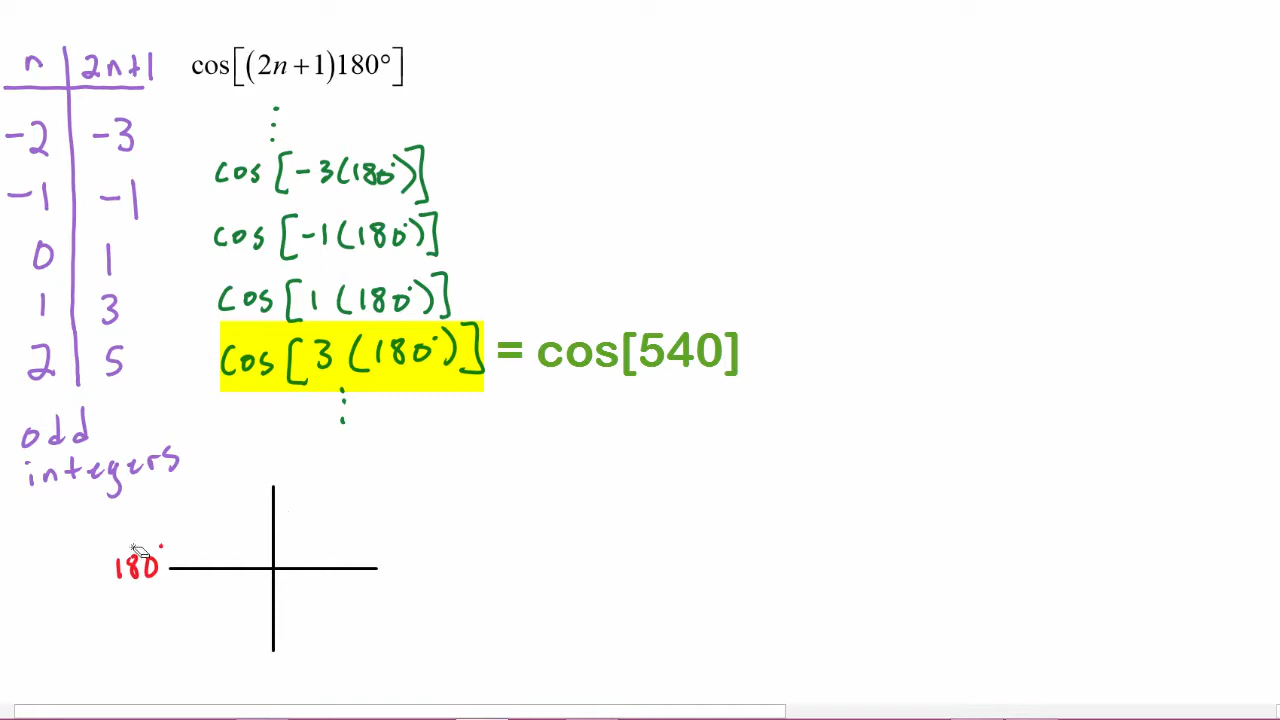 n 2n+1
-2 -3
-1 -1
0 1
1 3
2 5
odd
integers
cos[(2n+1)180°]
⋮
cos[-3(180°)]
cos[-1(180°)]
cos[1(180°)]
cos[3(180°)] = cos[540]
⋮
180°